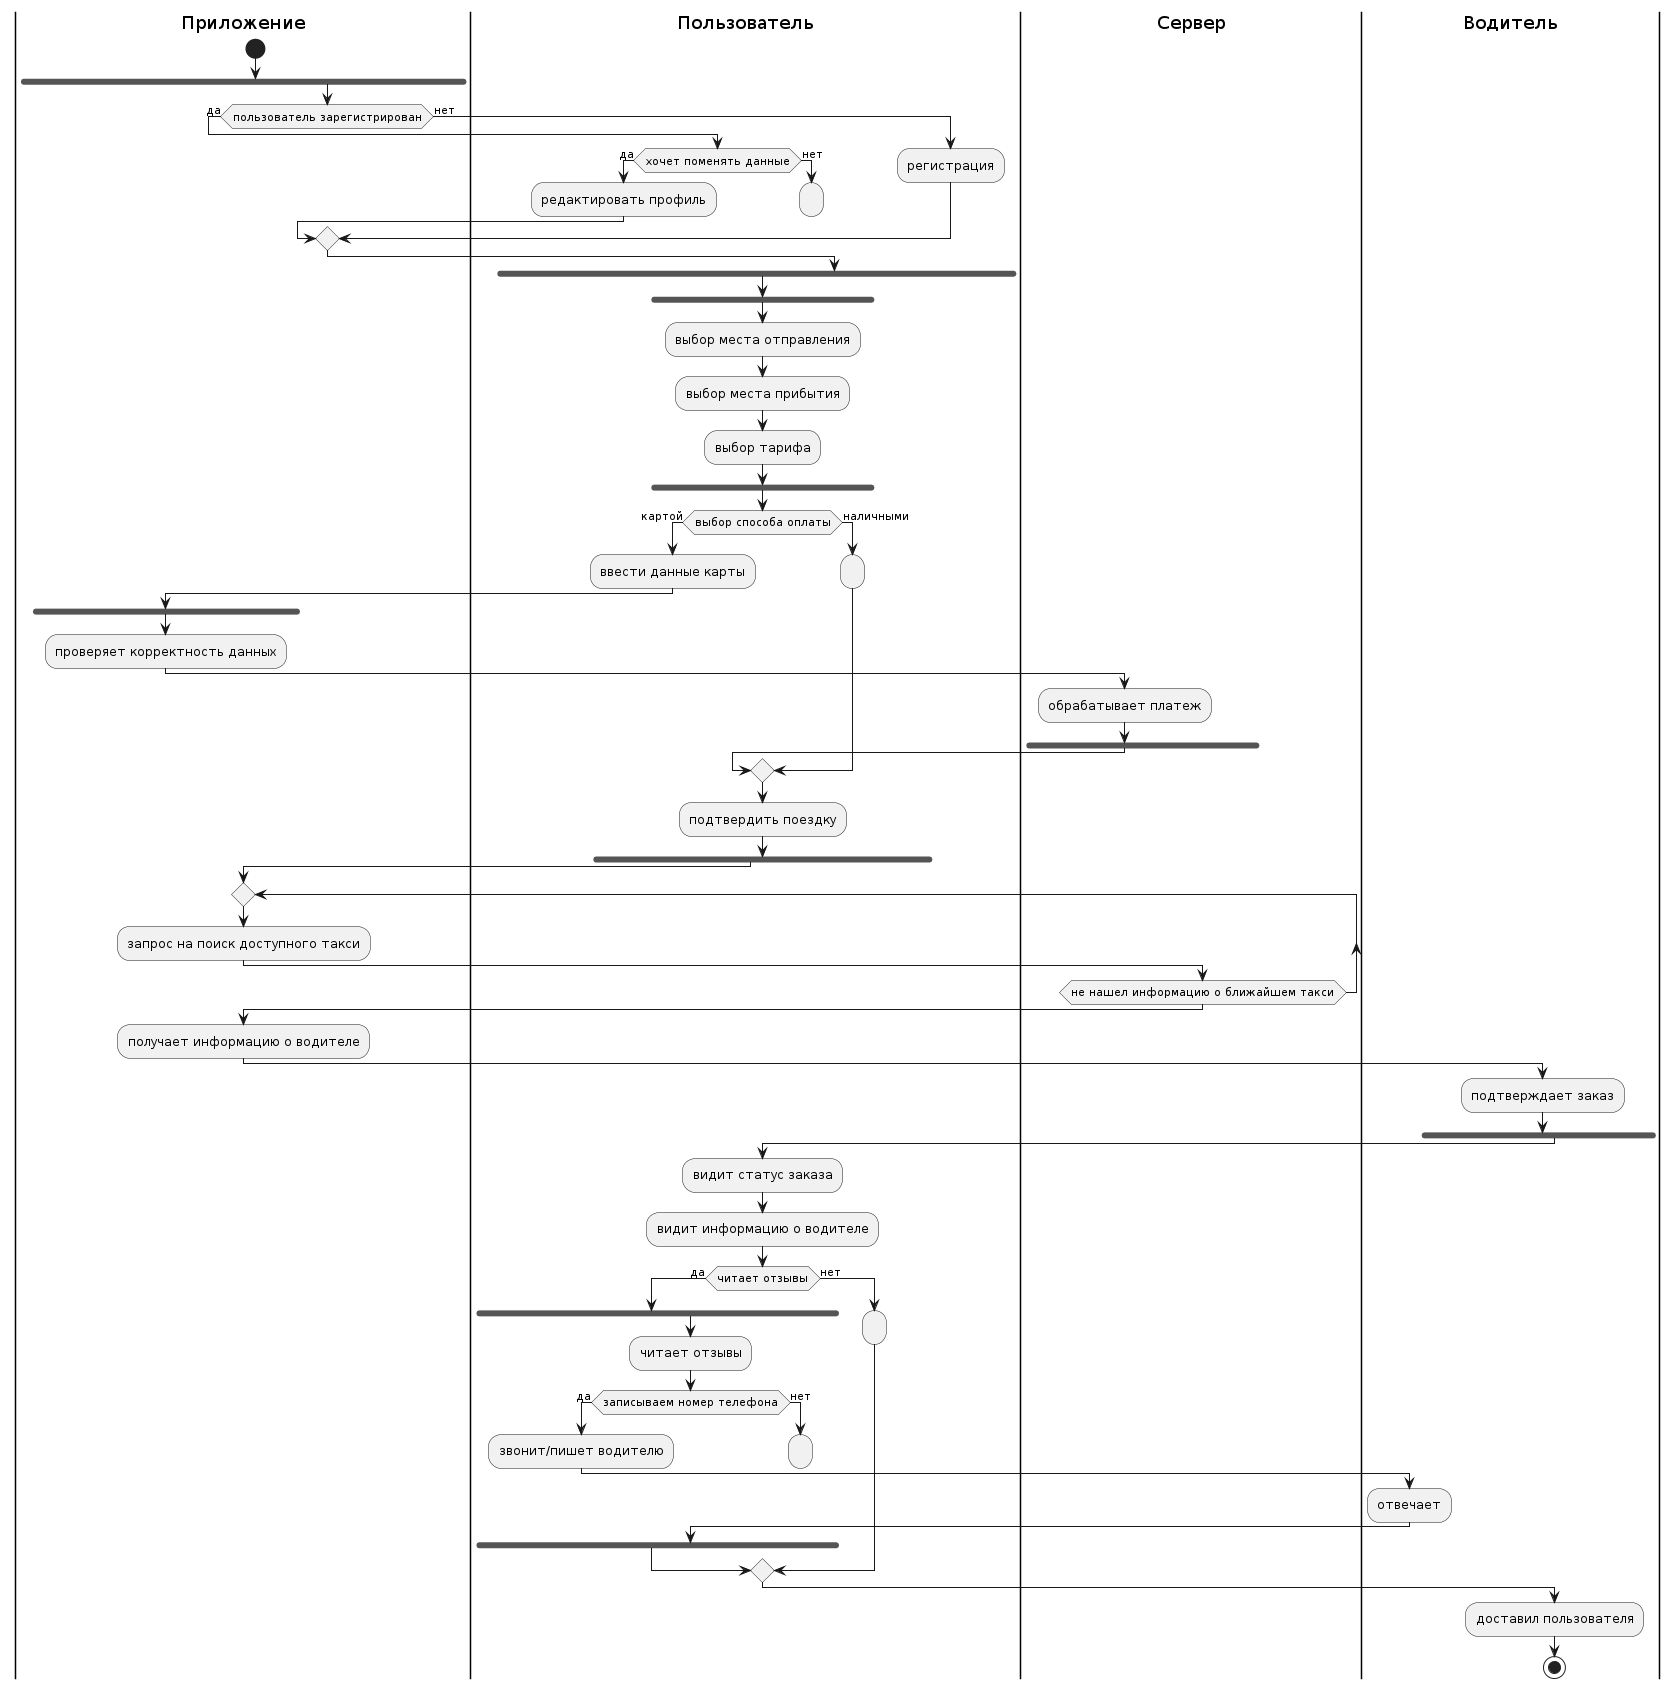 Приложение
Пользователь
Сервер
Водитель
да
пользователь зарегистрирован
нет
да
хочет поменять данные
нет
регистрация
редактировать профиль
выбор места отправления
выбор места прибытия
выбор тарифа
картой
выбор способа оплаты
наличными
ввести данные карты
проверяет корректность данных
обрабатывает платеж
подтвердить поездку
запрос на поиск доступного такси
не нашел информацию о ближайшем такси
получает информацию о водителе
подтверждает заказ
видит статус заказа
видит информацию о водителе
да
читает отзывы
нет
читает отзывы
да
записываем номер телефона
нет
звонит/пишет водителю
отвечает
доставил пользователя